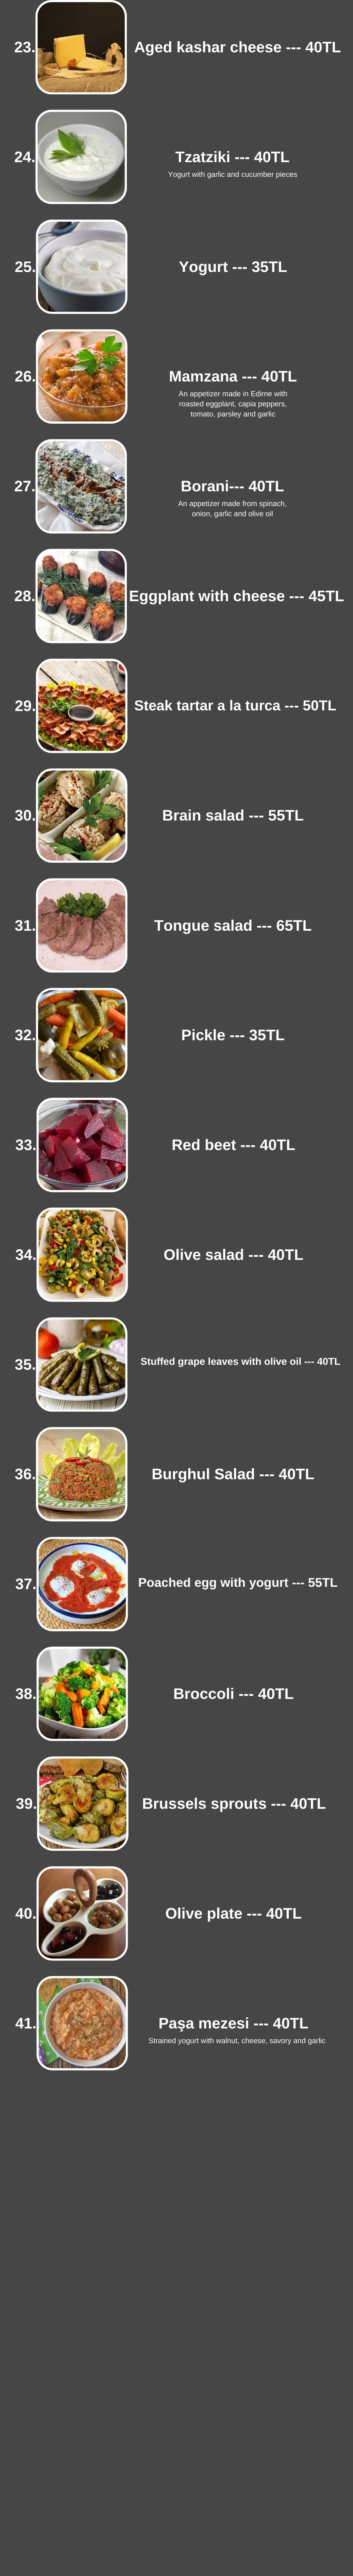 23. Aged kashar cheese --- 40TL
24. Tzatziki --- 40TL
Yogurt with garlic and cucumber pieces
25. Yogurt --- 35TL
26. Mamzana --- 40TL
An appetizer made in Edirne with
roasted eggplant, capia peppers,
tomato, parsley and garlic
27. Borani--- 40TL
An appetizer made from spinach,
onion, garlic and olive oil
28. Eggplant with cheese --- 45TL
29. Steak tartar a la turca --- 50TL
30. Brain salad --- 55TL
31. Tongue salad --- 65TL
32. Pickle --- 35TL
33. Red beet --- 40TL
34. Olive salad --- 40TL
35. Stuffed grape leaves with olive oil --- 40TL
36. Burghul Salad --- 40TL
37. Poached egg with yogurt --- 55TL
38. Broccoli --- 40TL
39. Brussels sprouts --- 40TL
40. Olive plate --- 40TL
41. Paşa mezesi --- 40TL
Strained yogurt with walnut, cheese, savory and garlic